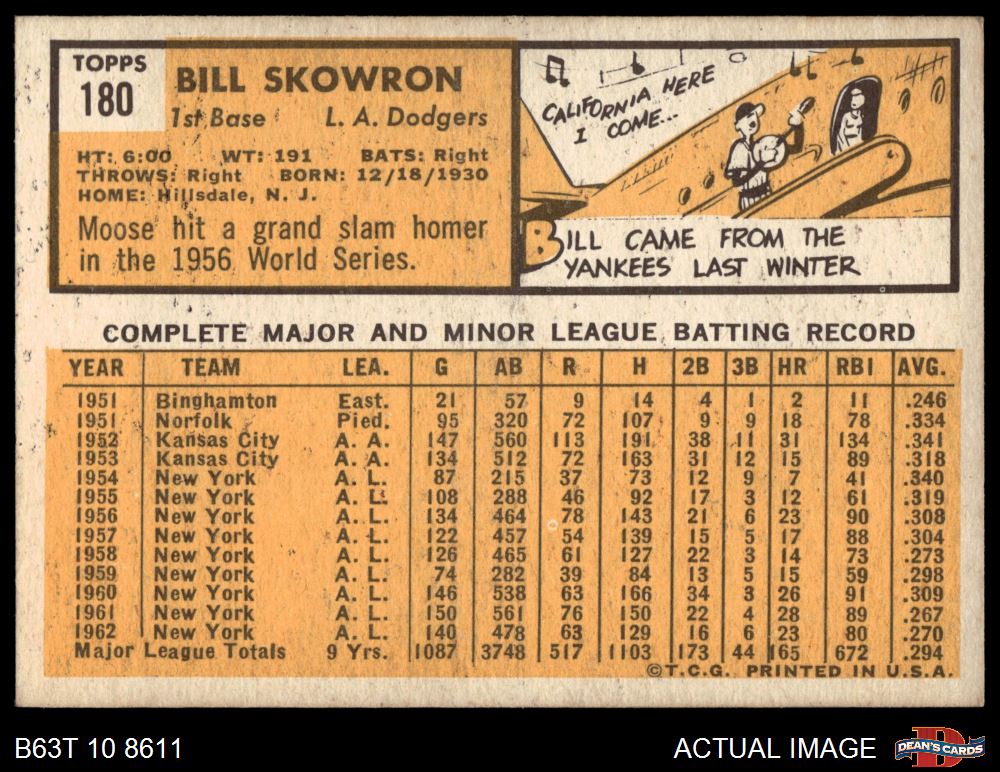 TOPPS
180
BILL SKOWRON
1st Base L. A. Dodgers
HT: 6:00 WT: 191 BATS: Right
THROWS: Right BORN: 12/18/1930
HOME: Hillsdale, N. J.
Moose hit a grand slam homer
in the 1956 World Series.
CALIFORNIA HERE
I COME...
BILL CAME FROM THE
YANKEES LAST WINTER
COMPLETE MAJOR AND MINOR LEAGUE BATTING RECORD
YEAR TEAM LEA. G AB R H 2B 3B HR RBI AVG.
1951 Binghamton East. 21 57 9 14 4 1 2 11 .246
1951 Norfolk Pied. 95 320 72 107 9 9 18 78 .334
1952 Kansas City A. A. 147 560 113 191 38 11 31 134 .341
1953 Kansas City A. A. 134 512 72 163 31 12 15 89 .318
1954 New York A. L. 87 215 37 73 12 9 7 41 .340
1955 New York A. L. 108 288 46 92 17 3 12 61 .319
1956 New York A. L. 134 464 78 143 21 6 23 90 .308
1957 New York A. L. 122 457 54 139 15 5 17 88 .304
1958 New York A. L. 126 465 61 127 22 3 14 73 .273
1959 New York A. L. 74 282 39 84 13 5 15 59 .298
1960 New York A. L. 146 538 63 166 34 3 26 91 .309
1961 New York A. L. 150 561 76 150 22 4 28 89 .267
1962 New York A. L. 140 478 63 129 16 6 23 80 .270
Major League Totals 9 Yrs. 1087 3748 517 1103 173 44 165 672 .294
©T.C.G. PRINTED IN U.S.A.
B63T 10 8611 ACTUAL IMAGE
DEAN'S CARDS